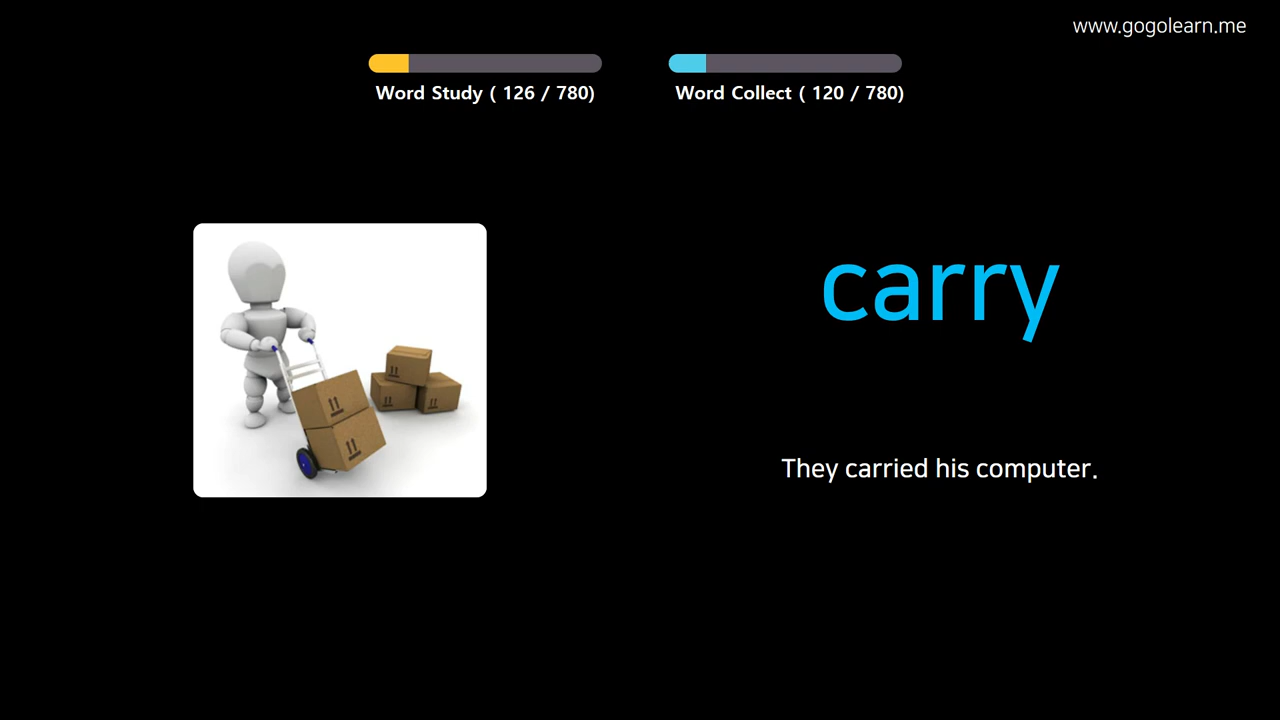 www.gogolearn.me
Word Study ( 126 / 780)
Word Collect ( 120 / 780)
carry
They carried his computer.